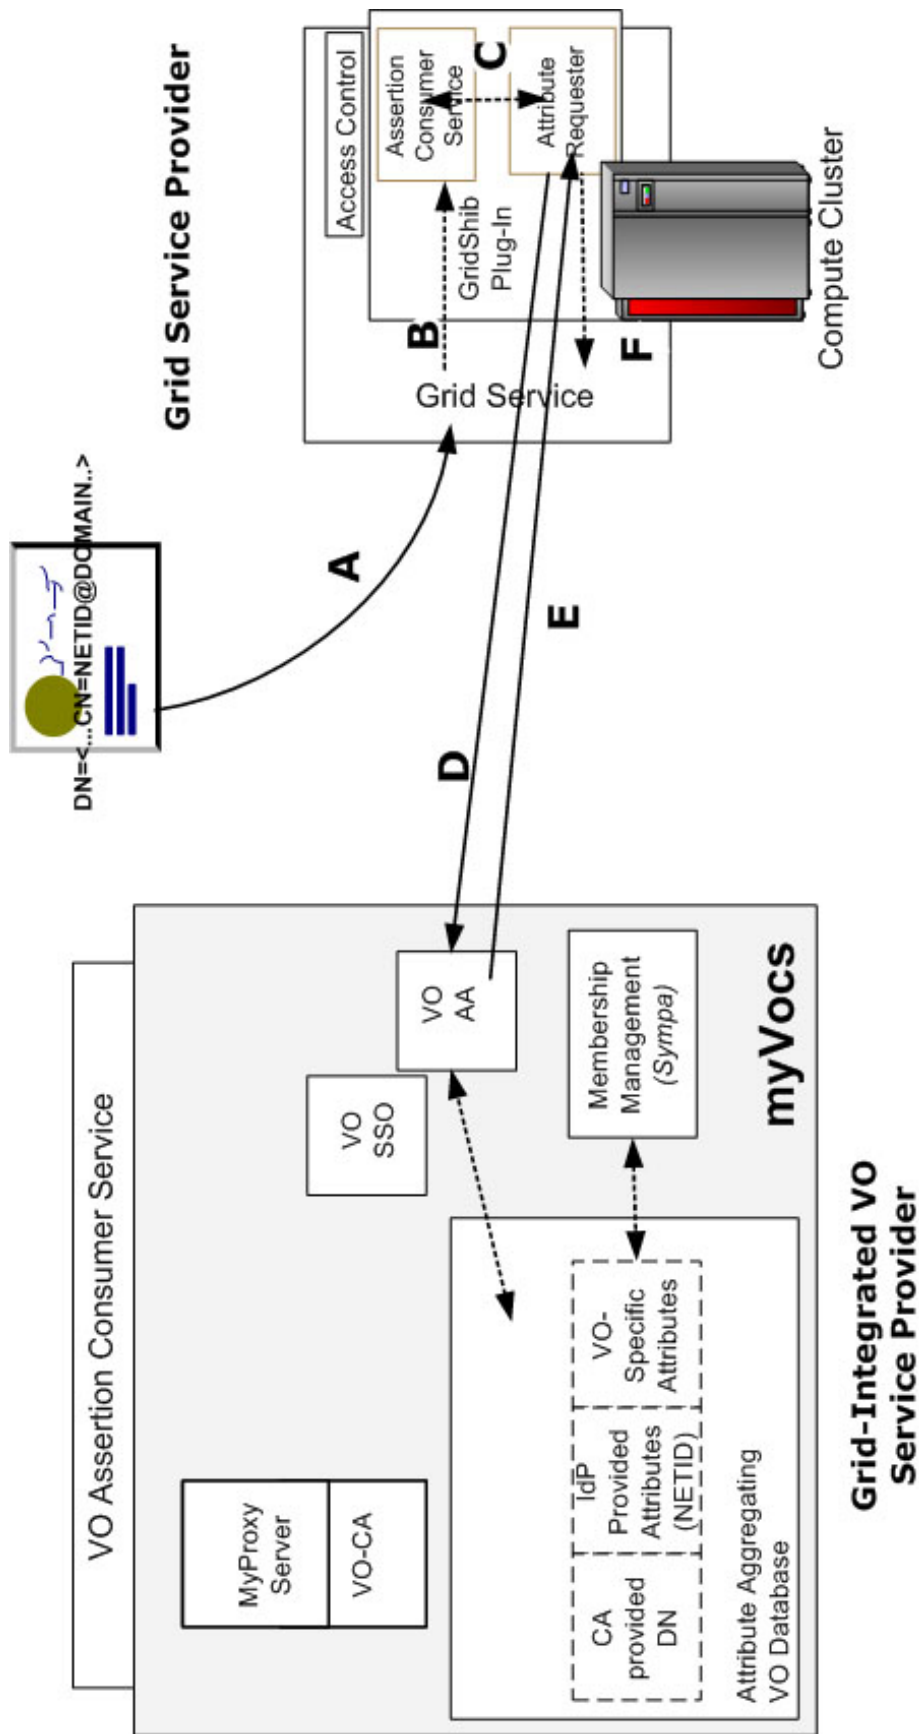 VO Assertion Consumer Service
MyProxy
Server
VO-CA
VO
SSO
VO
AA
CA
provided
DN
IdP
Provided
Attributes
(NETID)
VO-
Specific
Attributes
Attribute Aggregating
VO Database
Membership
Management
(Sympa)
myVocs
Grid-Integrated VO
Service Provider
DN=<...CN=NETID@DOMAIN..>
A
D
E
Grid Service Provider
Access Control
B
Grid Service
GridShib
Plug-In
Assertion
Consumer
Service
C
Attribute
Requester
F
Compute Cluster